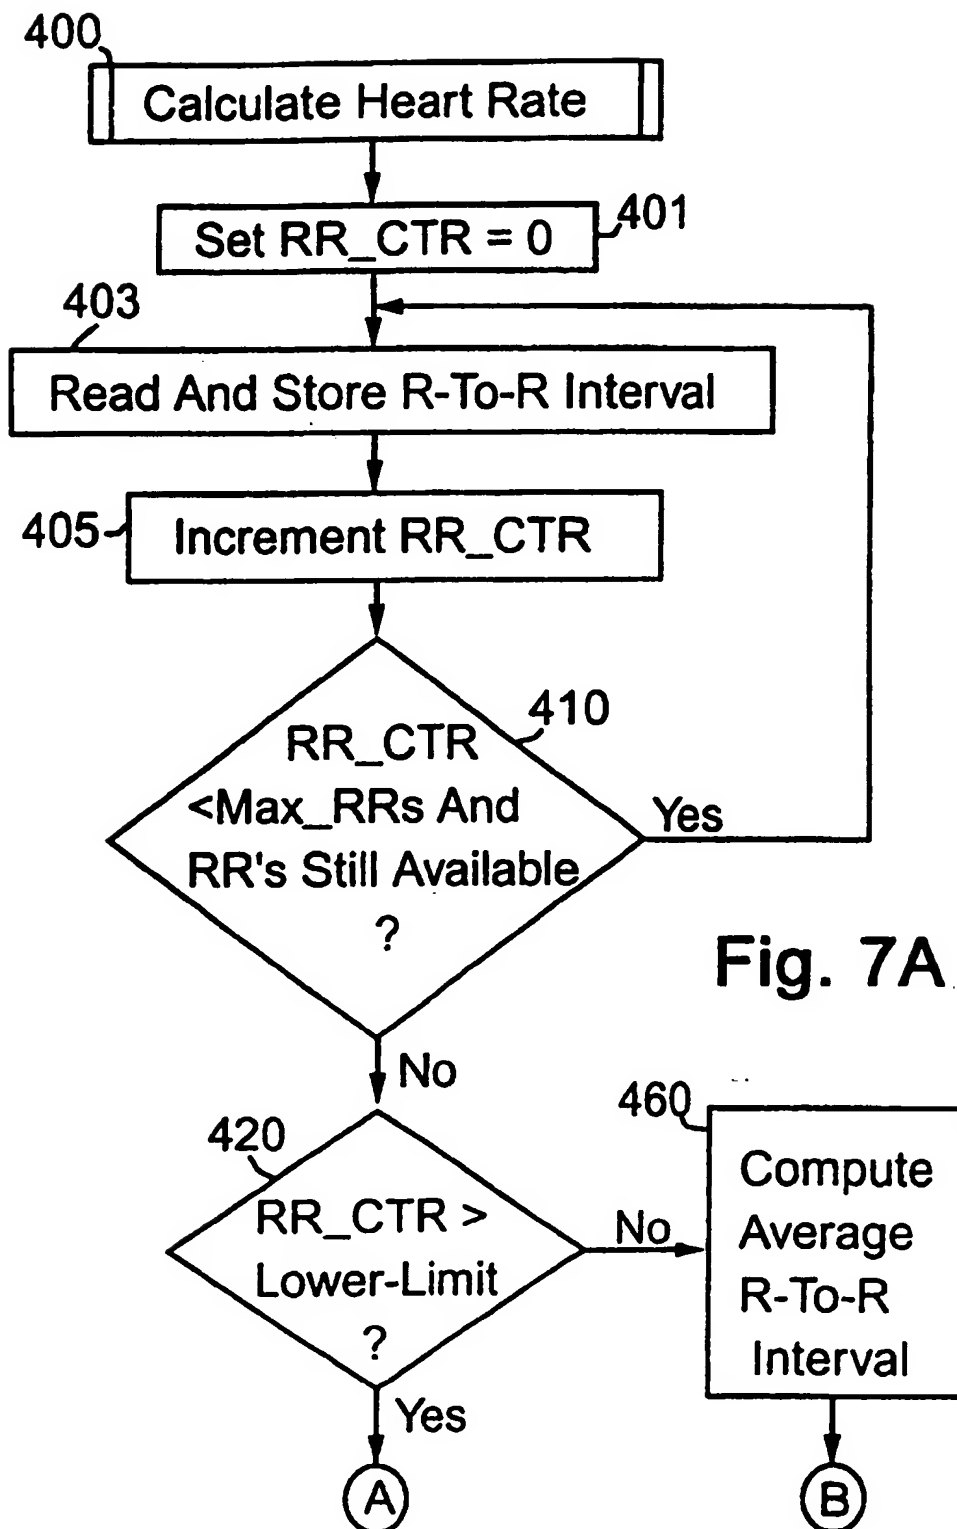 400
Calculate Heart Rate
Set RR_CTR = 0
401
403
Read And Store R-To-R Interval
405
Increment RR_CTR
410
RR_CTR
<Max_RRs And
RR's Still Available
?
Yes
Fig. 7A
No
420
RR_CTR >
Lower-Limit
?
No
460
Compute
Average
R-To-R
Interval
Yes
A
B